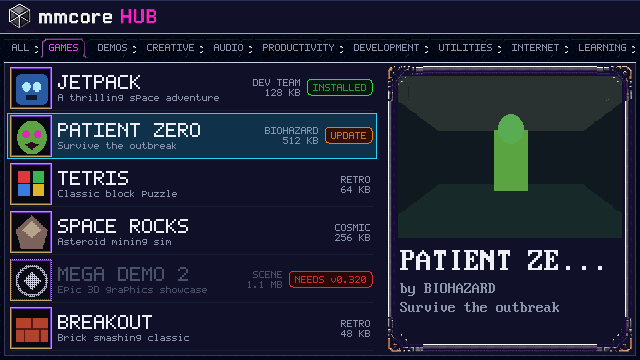 mmcore HUB
ALL GAMES DEMOS CREATIVE AUDIO PRODUCTIVITY DEVELOPMENT UTILITIES INTERNET LEARNING
JETPACK
A thrilling space adventure
DEV TEAM
128 KB
INSTALLED
PATIENT ZERO
Survive the outbreak
BIOHAZARD
512 KB
UPDATE
TETRIS
Classic block puzzle
RETRO
64 KB
SPACE ROCKS
Asteroid mining sim
COSMIC
256 KB
MEGA DEMO 2
Epic 3D graphics showcase
SCENE
1.1 MB
NEEDS v0.320
BREAKOUT
Brick smashing classic
RETRO
48 KB
PATIENT ZE...
by BIOHAZARD
Survive the outbreak